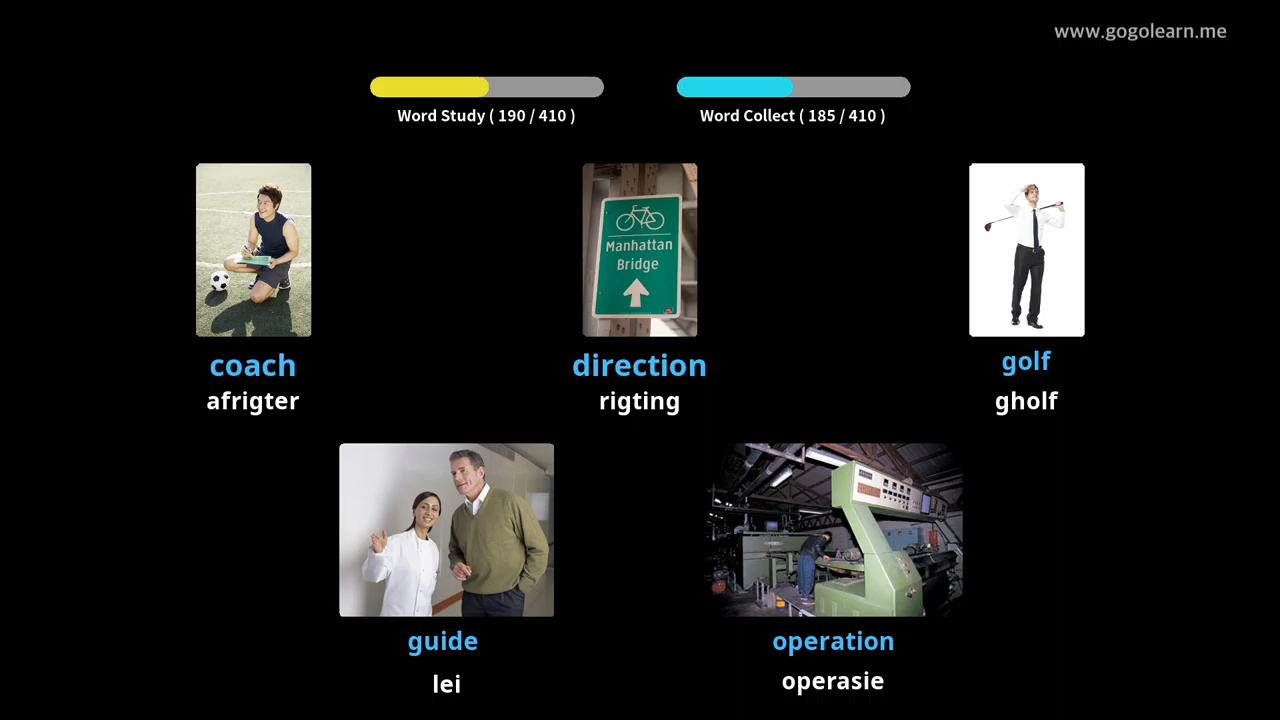 www.gogolearn.me
Word Study ( 190 / 410 )
Word Collect ( 185 / 410 )
Manhattan
Bridge
coach
direction
golf
afrigter
rigting
gholf
guide
operation
lei
operasie